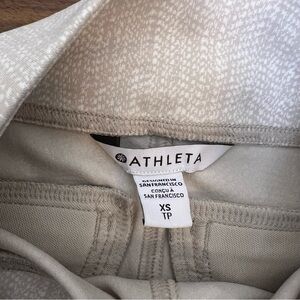 ATHLETA
DESIGNED IN
SAN FRANCISCO
CONÇU À
SAN FRANCISCO
XS
TP